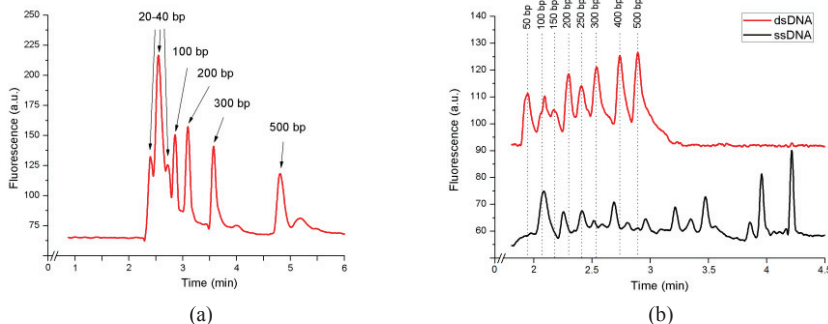 250
225
200
175
150
125
100
75
Fluorescence (a.u.)
20-40 bp
100 bp
200 bp
300 bp
500 bp
0
1
2
3
4
5
6
Time (min)
(a)
50 bp
100 bp
150 bp
200 bp
250 bp
300 bp
400 bp
500 bp
dsDNA
ssDNA
140
130
120
110
100
90
80
70
60
Fluorescence (a.u.)
0
2
2.5
3
3.5
4
4.5
Time (min)
(b)